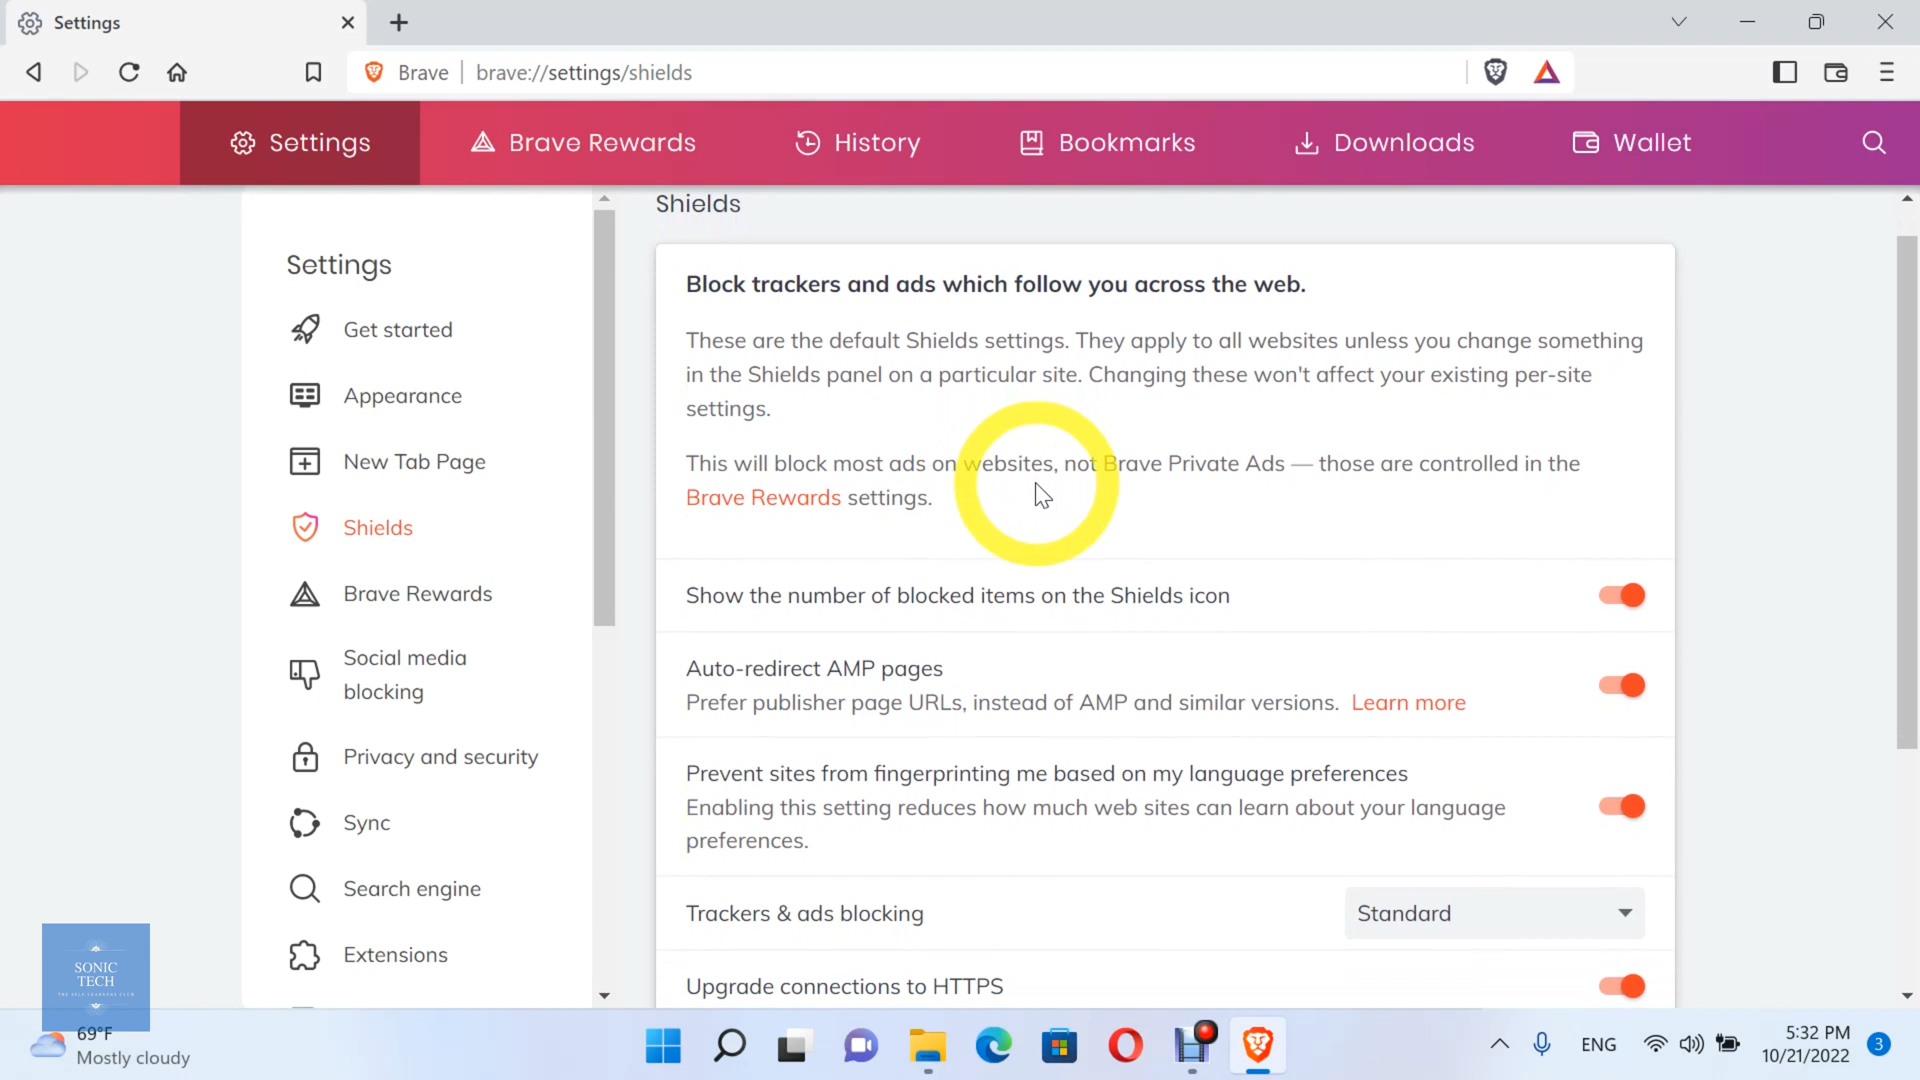 Settings
Brave
brave://settings/shields
Settings
Brave Rewards
History
Bookmarks
Downloads
Wallet
Settings
Get started
Appearance
New Tab Page
Shields
Brave Rewards
Social media
blocking
Privacy and security
Sync
Search engine
Extensions
Shields
Block trackers and ads which follow you across the web.
These are the default Shields settings. They apply to all websites unless you change something
in the Shields panel on a particular site. Changing these won't affect your existing per-site
settings.
This will block most ads on websites, not Brave Private Ads — those are controlled in the
Brave Rewards settings.
Show the number of blocked items on the Shields icon
Auto-redirect AMP pages
Prefer publisher page URLs, instead of AMP and similar versions. Learn more
Prevent sites from fingerprinting me based on my language preferences
Enabling this setting reduces how much web sites can learn about your language
preferences.
Trackers & ads blocking
Standard
Upgrade connections to HTTPS
SONIC
TECH
69°F
Mostly cloudy
ENG
5:32 PM
10/21/2022
3